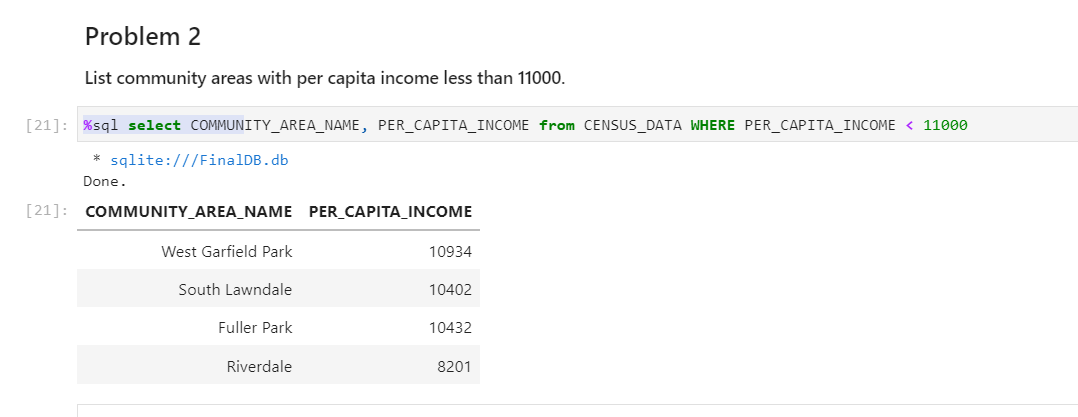 Problem 2
List community areas with per capita income less than 11000.
[21]: %sql select COMMUNITY_AREA_NAME, PER_CAPITA_INCOME from CENSUS_DATA WHERE PER_CAPITA_INCOME < 11000
* sqlite:///FinalDB.db
Done.
[21]: COMMUNITY_AREA_NAME PER_CAPITA_INCOME
West Garfield Park 10934
South Lawndale 10402
Fuller Park 10432
Riverdale 8201